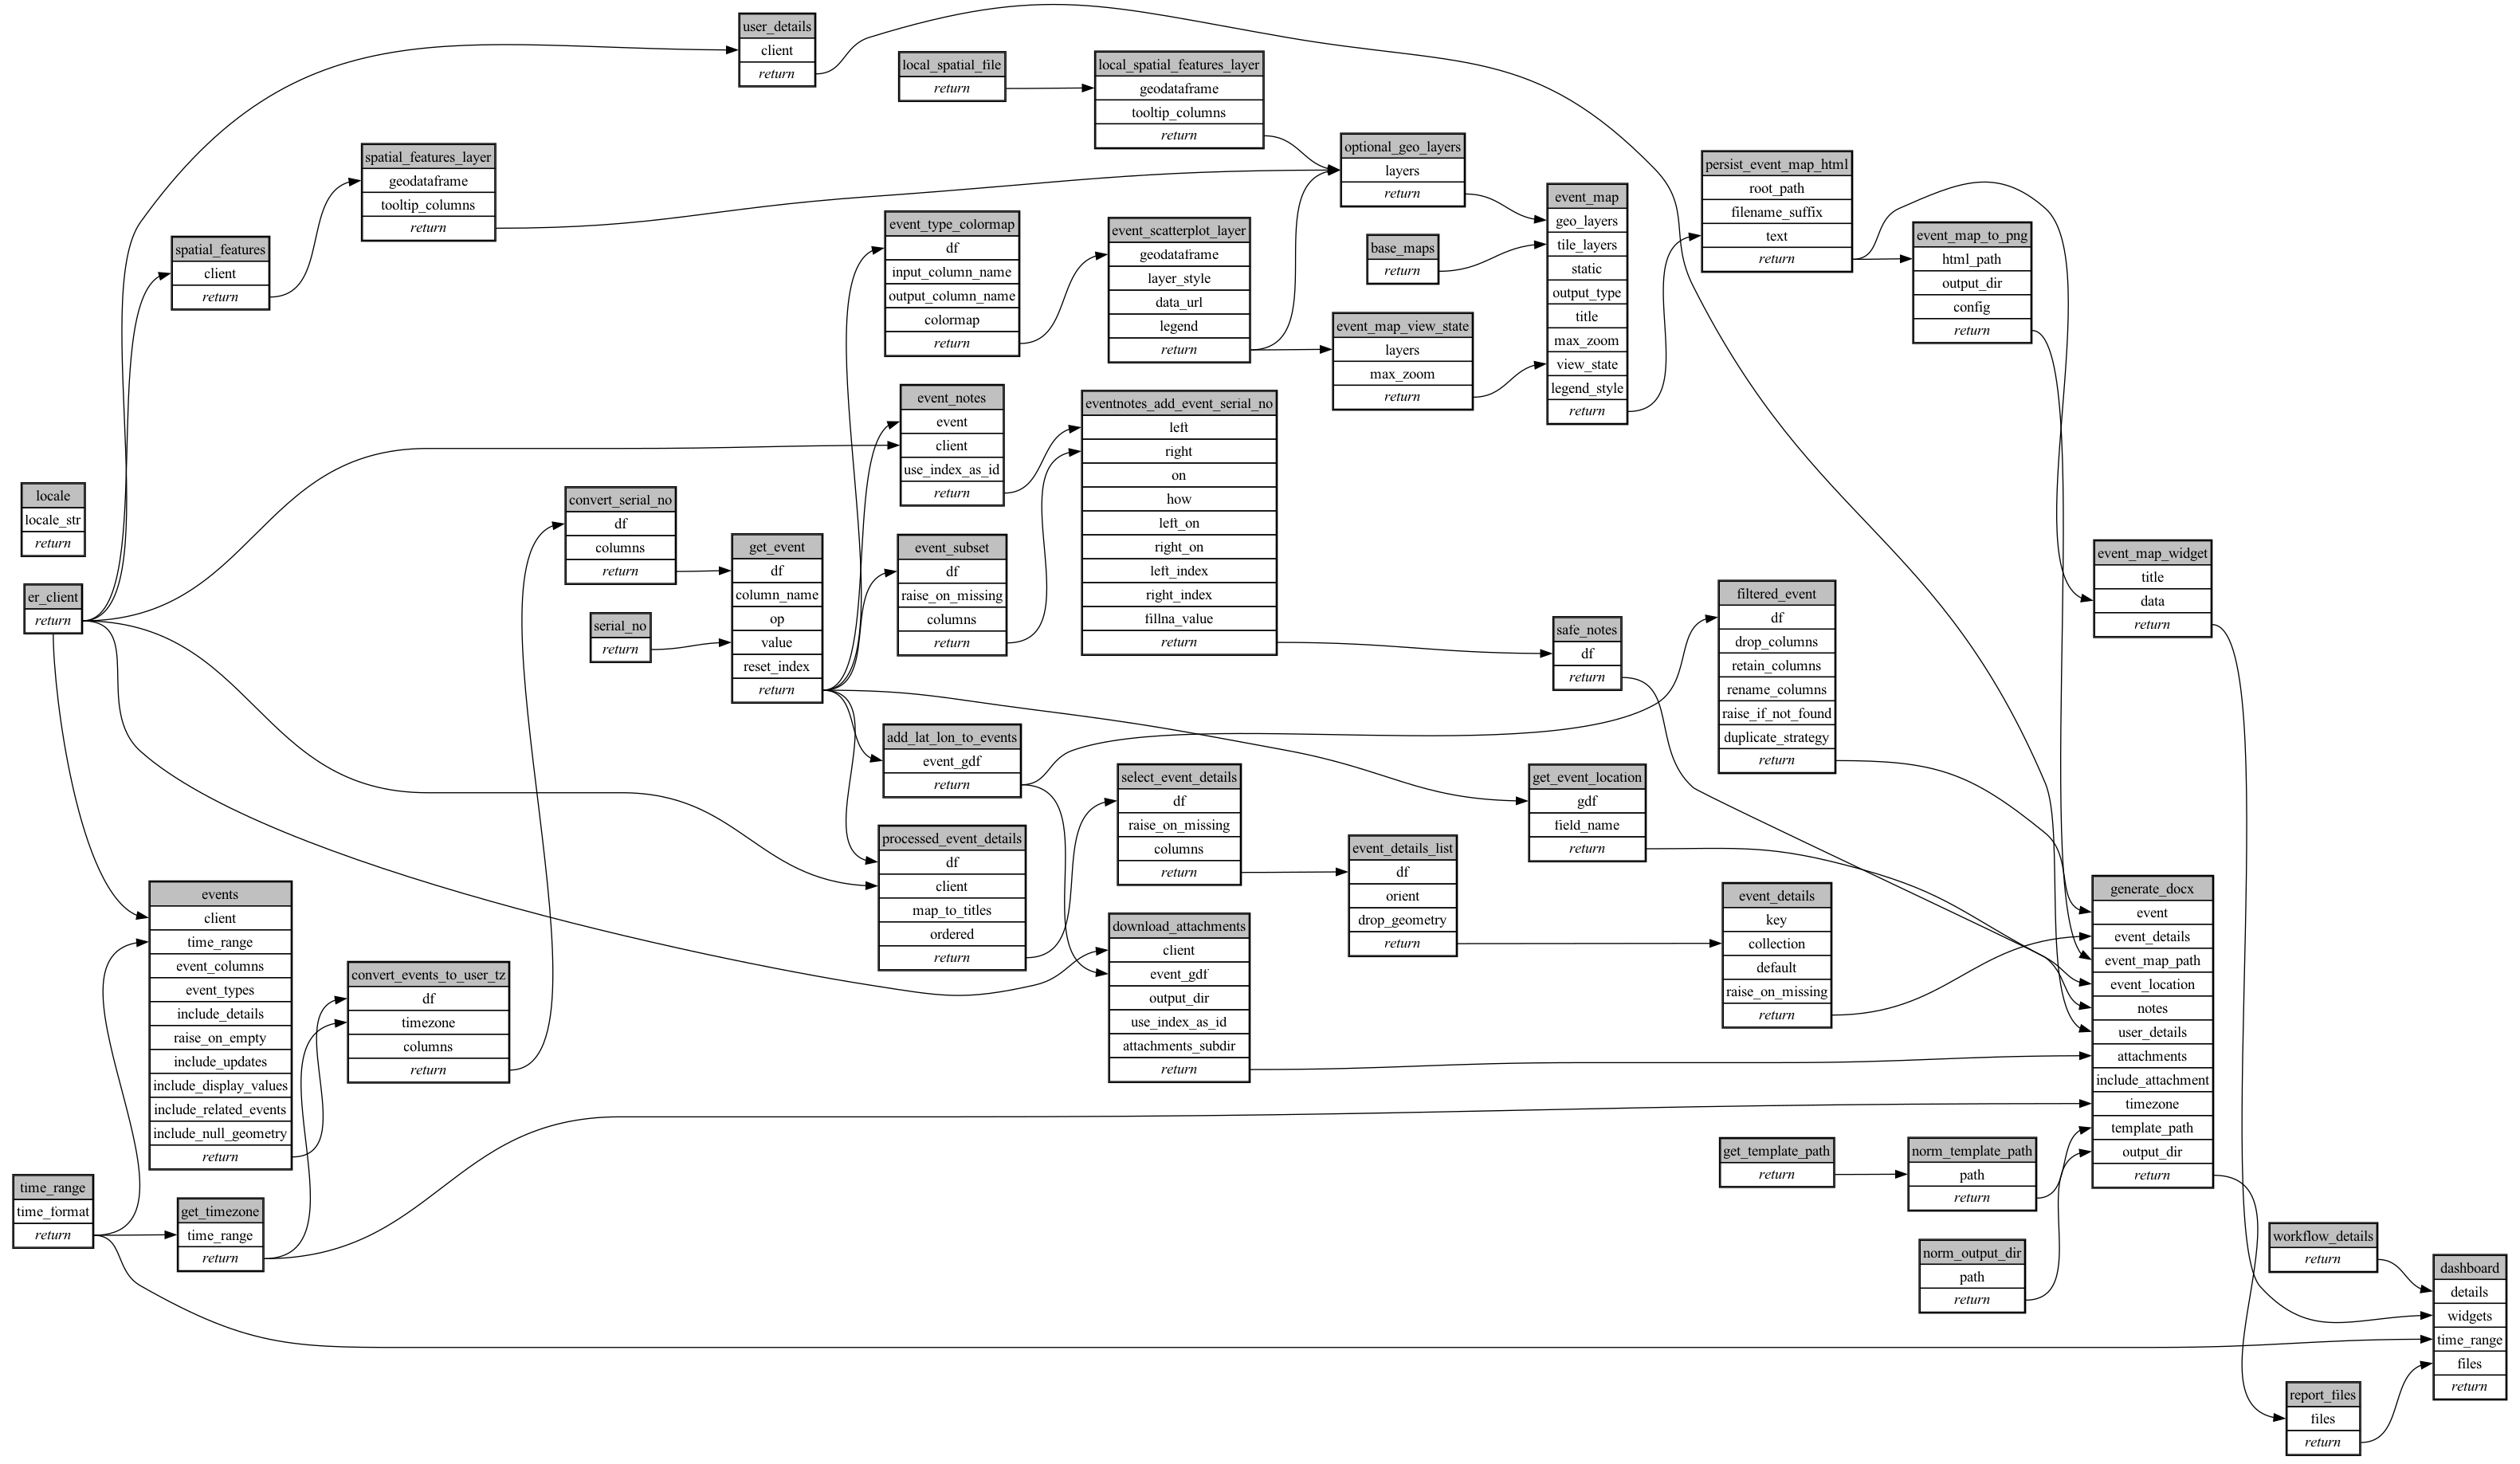 user_details
client
return
local_spatial_file
return
local_spatial_features_layer
geodataframe
tooltip_columns
return
spatial_features_layer
geodataframe
tooltip_columns
return
optional_geo_layers
layers
return
persist_event_map_html
root_path
filename_suffix
text
return
event_map
geo_layers
tile_layers
static
output_type
title
max_zoom
view_state
legend_style
return
event_type_colormap
df
input_column_name
output_column_name
colormap
return
event_scatterplot_layer
geodataframe
layer_style
data_url
legend
return
base_maps
return
event_map_to_png
html_path
output_dir
config
return
spatial_features
client
return
event_map_view_state
layers
max_zoom
return
event_notes
event
client
use_index_as_id
return
eventnotes_add_event_serial_no
left
right
on
how
left_on
right_on
left_index
right_index
fillna_value
return
locale
locale_str
return
convert_serial_no
df
columns
return
get_event
df
column_name
op
value
reset_index
return
event_subset
df
raise_on_missing
columns
return
event_map_widget
title
data
return
er_client
return
serial_no
return
safe_notes
df
return
filtered_event
df
drop_columns
retain_columns
rename_columns
raise_if_not_found
duplicate_strategy
return
add_lat_lon_to_events
event_gdf
return
select_event_details
df
raise_on_missing
columns
return
get_event_location
gdf
field_name
return
processed_event_details
df
client
map_to_titles
ordered
return
event_details_list
df
orient
drop_geometry
return
events
client
time_range
event_columns
event_types
include_details
raise_on_empty
include_updates
include_display_values
include_related_events
include_null_geometry
return
event_details
key
collection
default
raise_on_missing
return
generate_docx
event
event_details
event_map_path
event_location
notes
user_details
attachments
include_attachment
timezone
template_path
output_dir
return
download_attachments
client
event_gdf
output_dir
use_index_as_id
attachments_subdir
return
convert_events_to_user_tz
df
timezone
columns
return
get_template_path
return
norm_template_path
path
return
time_range
time_format
return
get_timezone
time_range
return
norm_output_dir
path
return
workflow_details
return
dashboard
details
widgets
time_range
files
return
report_files
files
return